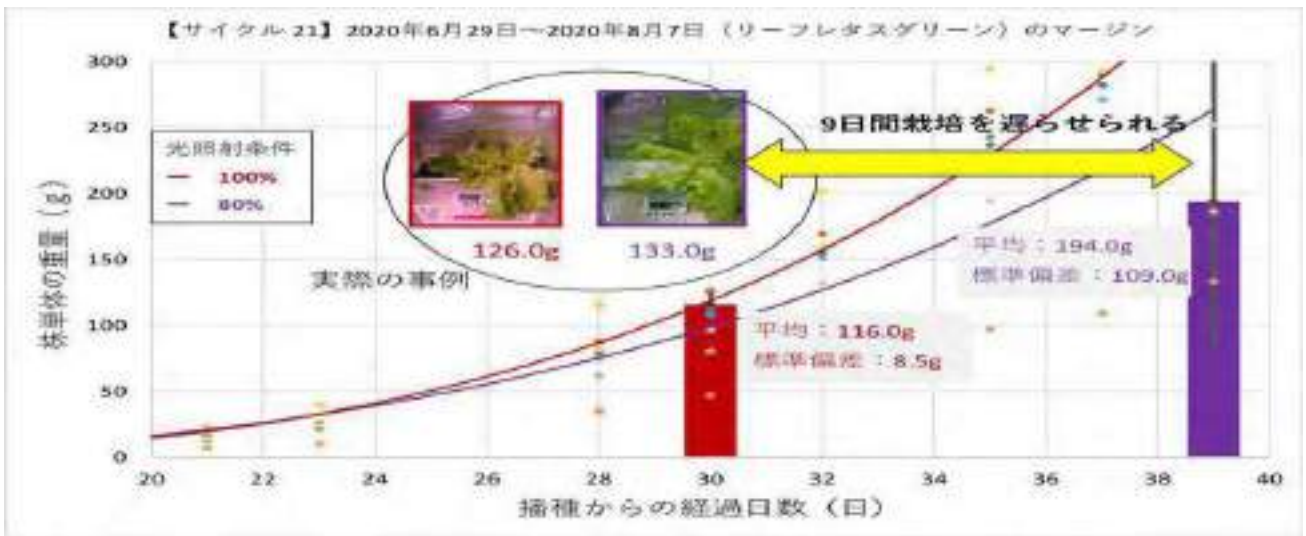 【サイクル 21】2020年6月29日～2020年8月7日（リーフレタスグリーン）のマージン
300
250
200
150
100
50
0
株単体の重量（g）
光照射条件
100%
80%
126.0g
133.0g
実際の事例
9日間栽培を遅らせられる
平均：194.0g
標準偏差：109.0g
平均：116.0g
標準偏差：8.5g
20 22 24 26 28 30 32 34 36 38 40
播種からの経過日数（日）